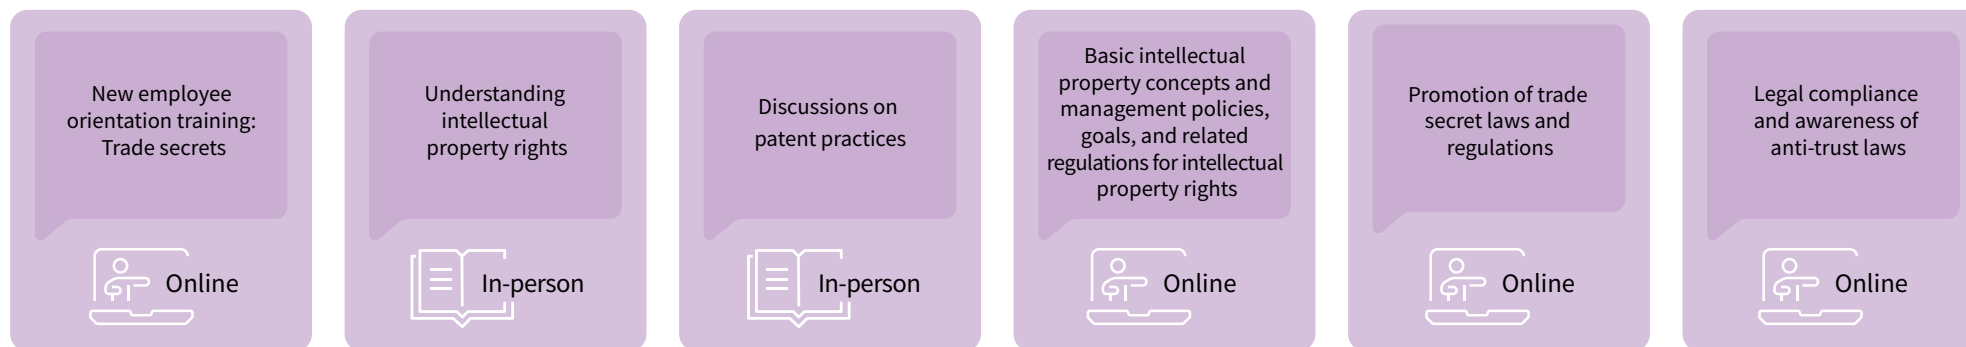 New employee
orientation training:
Trade secrets
Online
Understanding
intellectual
property rights
In-person
Discussions on
patent practices
In-person
Basic intellectual
property concepts and
management policies,
goals, and related
regulations for intellectual
property rights
Online
Promotion of trade
secret laws and
regulations
Online
Legal compliance
and awareness of
anti-trust laws
Online